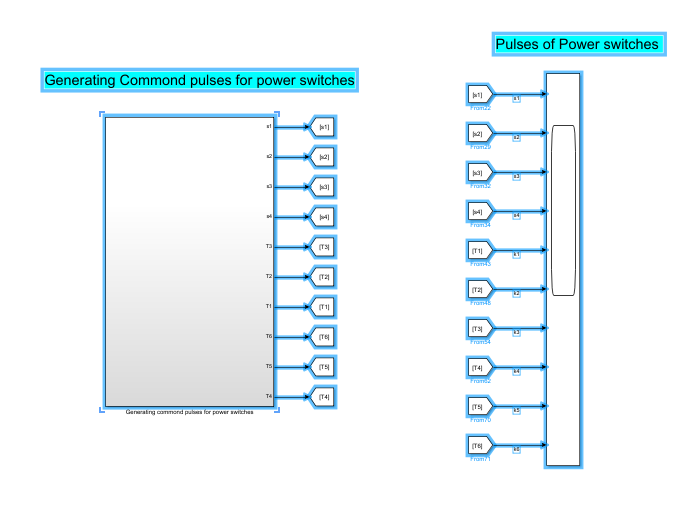 Pulses of Power switches
Generating Commond pulses for power switches
s1 [s1]
s2 [s2]
s3 [s3]
s4 [s4]
T3 [T3]
T2 [T2]
T1 [T1]
T6 [T6]
T5 [T5]
T4 [T4]
Generating commond pulses for power switches
[s1] s1
From22
[s2] s2
From29
[s3] s3
From32
[s4] s4
From34
[T1] k1
From43
[T2] k2
From48
[T3] k3
From54
[T4] k4
From62
[T5] k5
From70
[T6] k6
From71